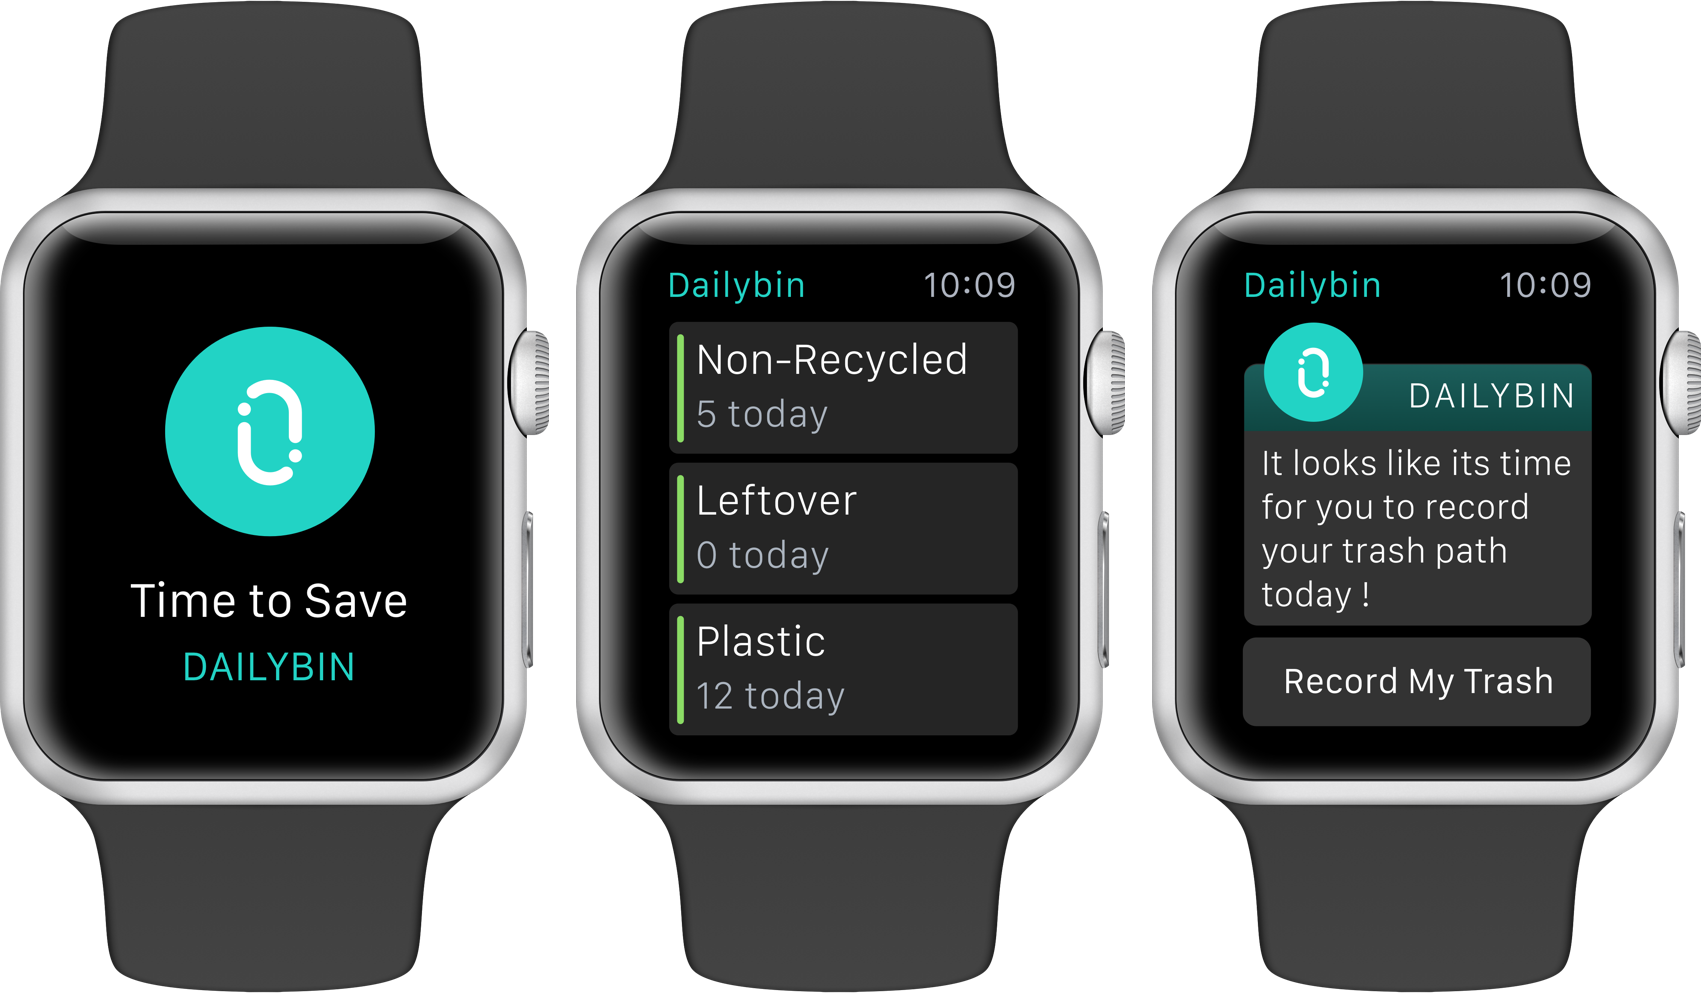 Time to Save
DAILYBIN
Dailybin 10:09
Non-Recycled
5 today
Leftover
0 today
Plastic
12 today
Dailybin 10:09
DAILYBIN
It looks like its time
for you to record
your trash path
today !
Record My Trash